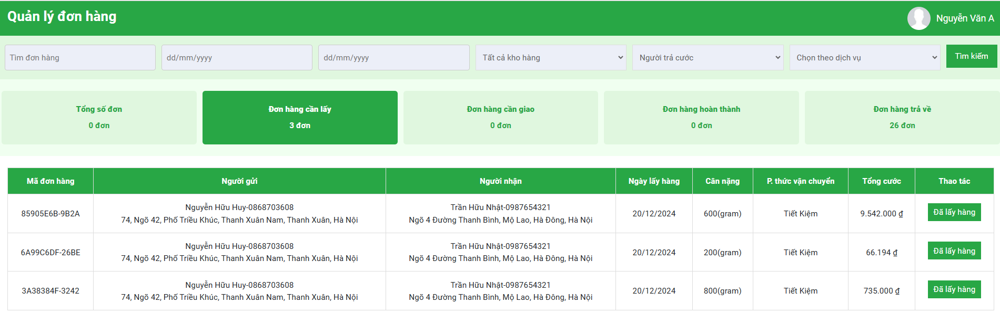 Quản lý đơn hàng
Nguyễn Văn A
Tìm đơn hàng
dd/mm/yyyy
dd/mm/yyyy
Tất cả kho hàng
Người trả cước
Chọn theo dịch vụ
Tìm kiếm
Tổng số đơn
0 đơn
Đơn hàng cần lấy
3 đơn
Đơn hàng cần giao
0 đơn
Đơn hàng hoàn thành
0 đơn
Đơn hàng trả về
26 đơn
Mã đơn hàng
Người gửi
Người nhận
Ngày lấy hàng
Cân nặng
P. thức vận chuyển
Tổng cước
Thao tác
85905E6B-9B2A
Nguyễn Hữu Huy-0868703608
74, Ngõ 42, Phố Triều Khúc, Thanh Xuân Nam, Thanh Xuân, Hà Nội
Trần Hữu Nhật-0987654321
Ngõ 4 Đường Thanh Bình, Mộ Lao, Hà Đông, Hà Nội
20/12/2024
600(gram)
Tiết Kiệm
9.542.000 ₫
Đã lấy hàng
6A99C6DF-26BE
Nguyễn Hữu Huy-0868703608
74, Ngõ 42, Phố Triều Khúc, Thanh Xuân Nam, Thanh Xuân, Hà Nội
Trần Hữu Nhật-0987654321
Ngõ 4 Đường Thanh Bình, Mộ Lao, Hà Đông, Hà Nội
20/12/2024
200(gram)
Tiết Kiệm
66.194 ₫
Đã lấy hàng
3A38384F-3242
Nguyễn Hữu Huy-0868703608
74, Ngõ 42, Phố Triều Khúc, Thanh Xuân Nam, Thanh Xuân, Hà Nội
Trần Hữu Nhật-0987654321
Ngõ 4 Đường Thanh Bình, Mộ Lao, Hà Đông, Hà Nội
20/12/2024
800(gram)
Tiết Kiệm
735.000 ₫
Đã lấy hàng